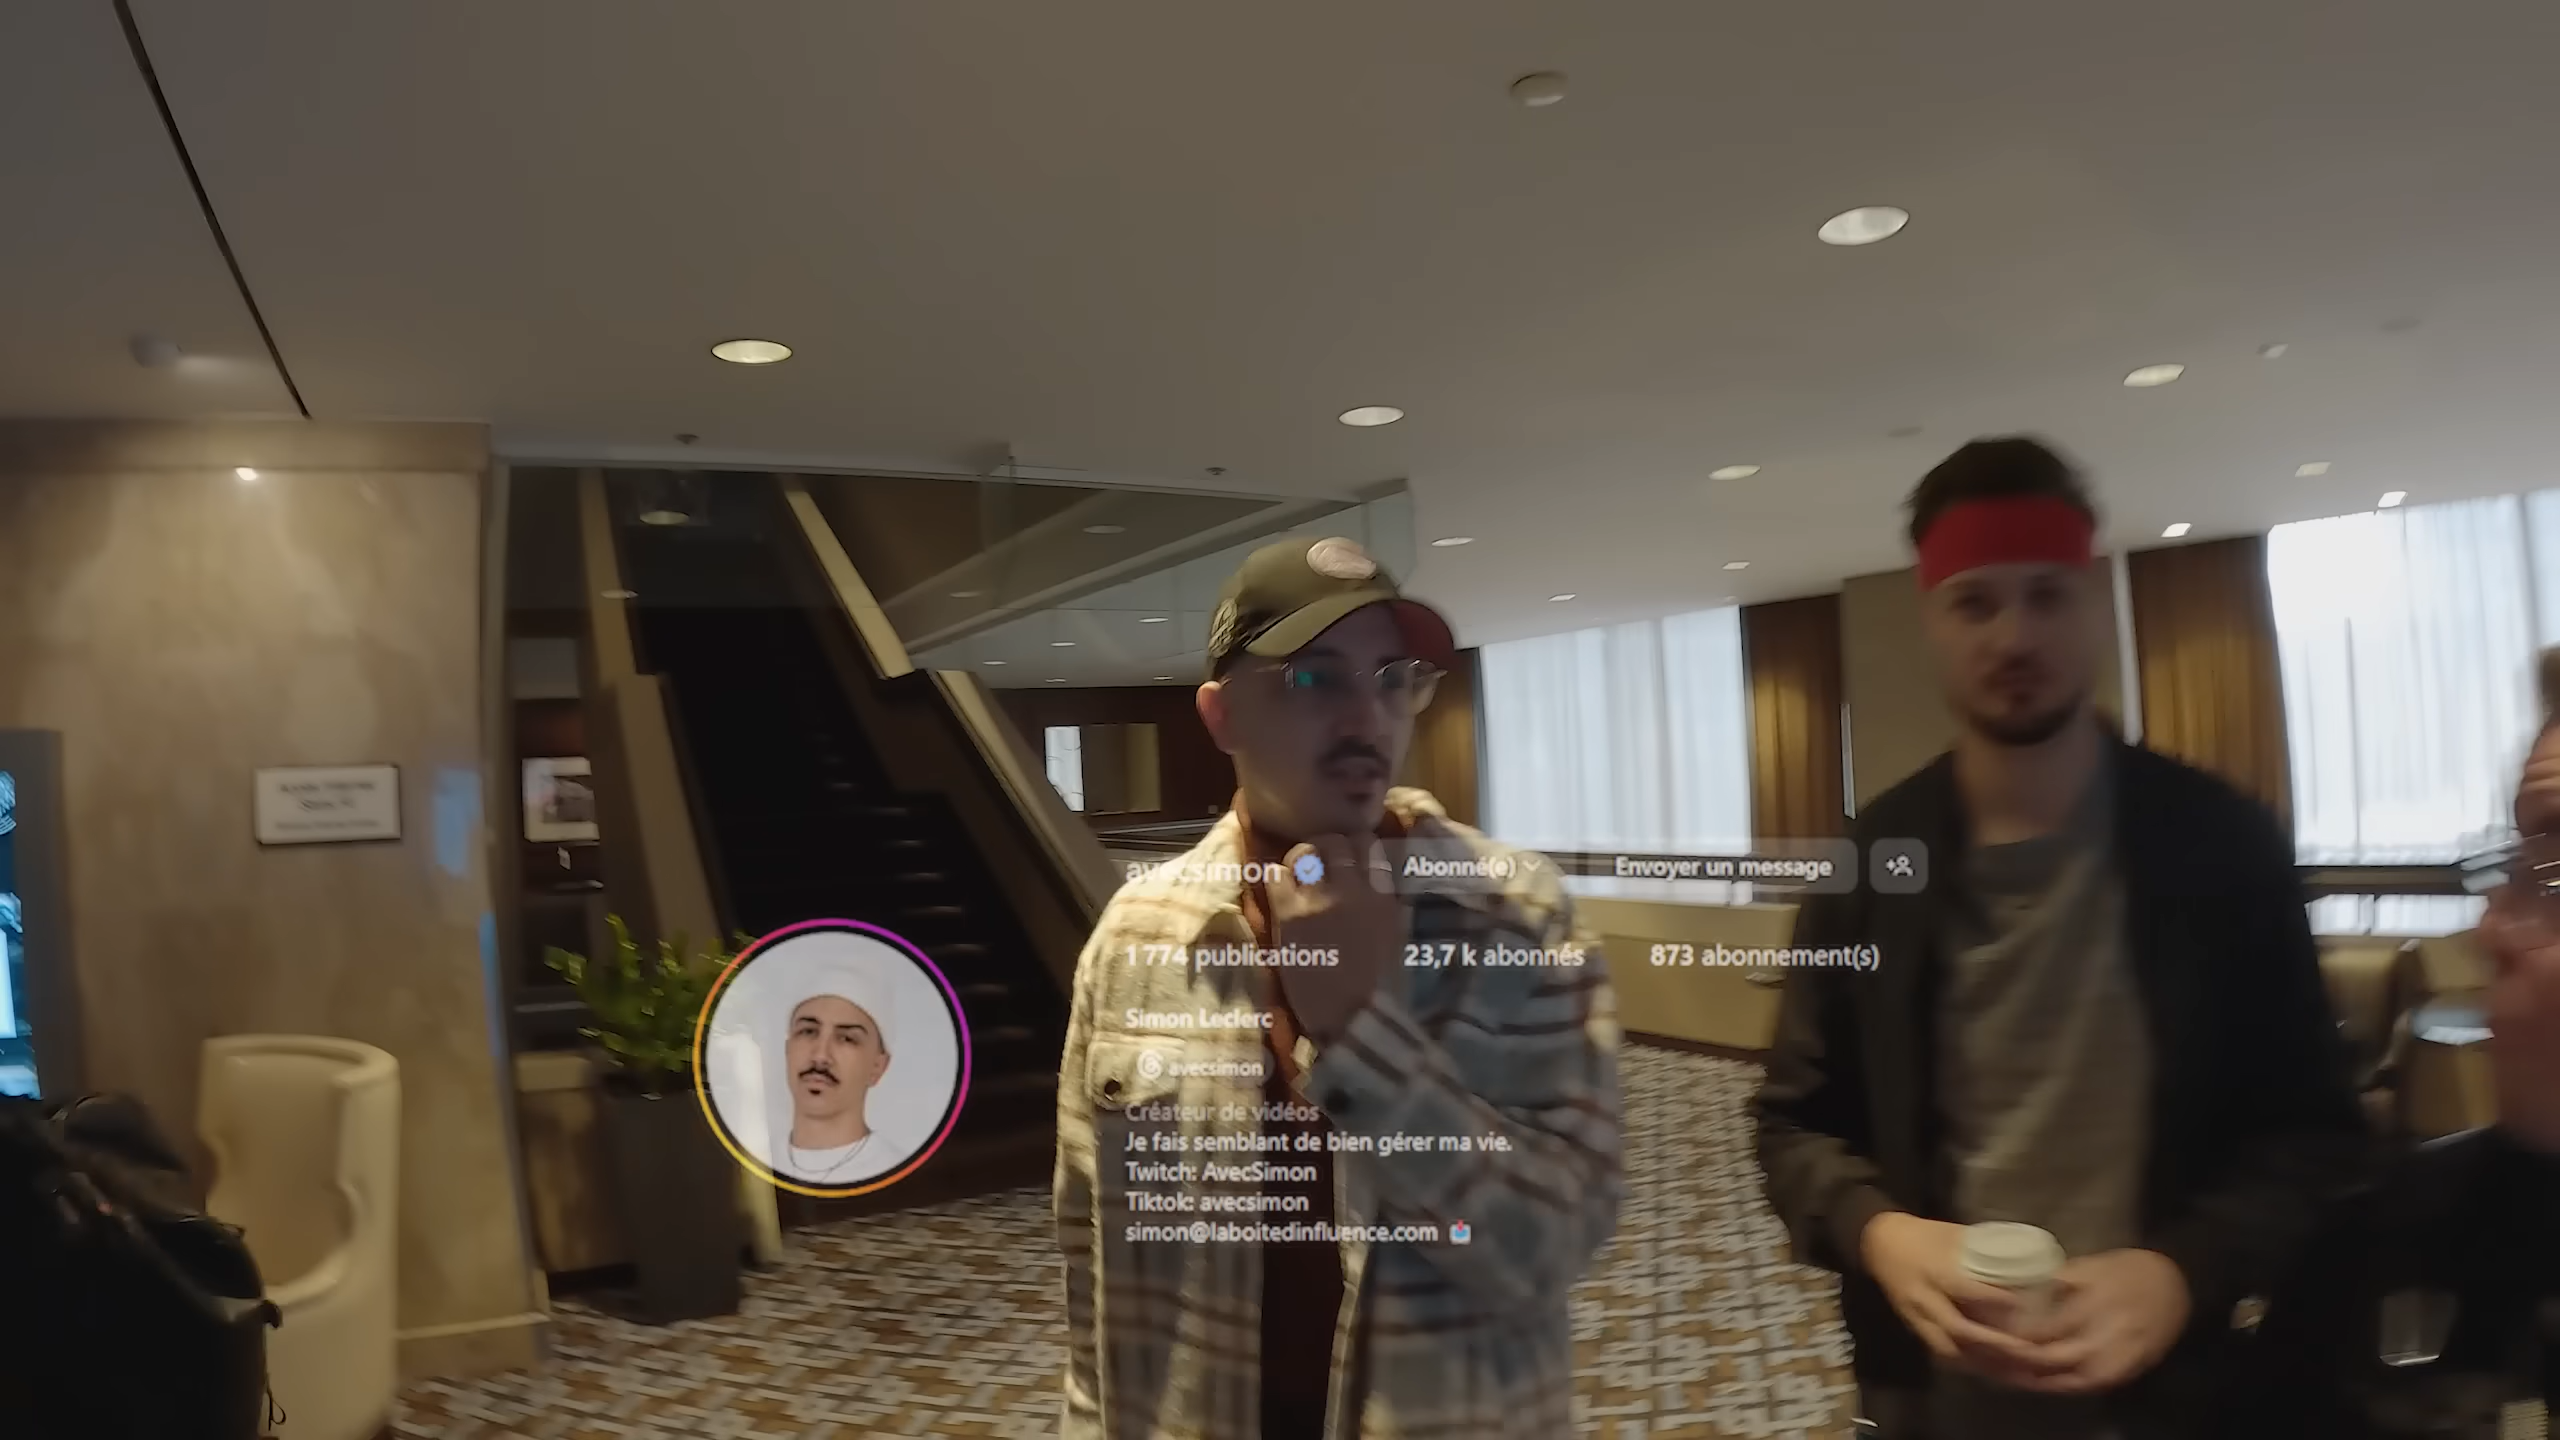 avecsimon
Abonné(e)
Envoyer un message
1 774 publications
23,7 k abonnés
873 abonnement(s)
Simon Leclerc
avecsimon
Créateur de vidéos
Je fais semblant de bien gérer ma vie.
Twitch: AvecSimon
Tiktok: avecsimon
simon@laboitedinfluence.com